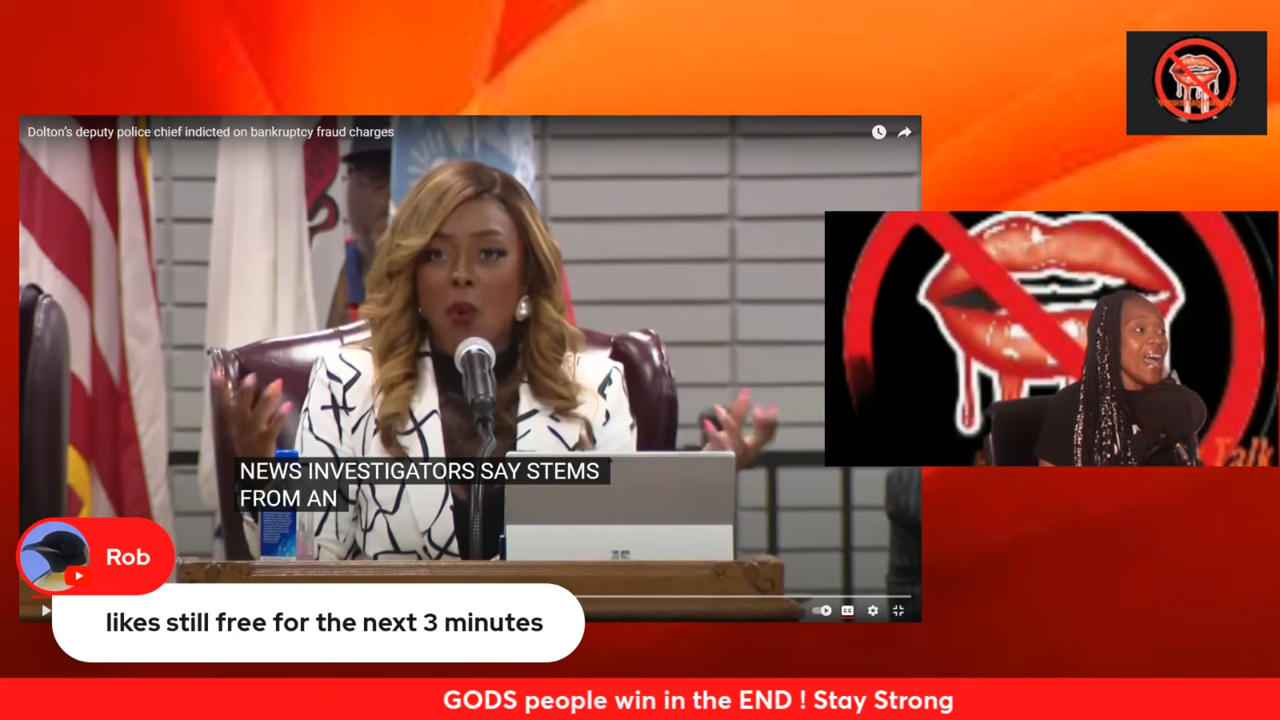 Dolton's deputy police chief indicted on bankruptcy fraud charges
NEWS INVESTIGATORS SAY STEMS
FROM AN
Talk
Rob
likes still free for the next 3 minutes
GODS people win in the END ! Stay Strong